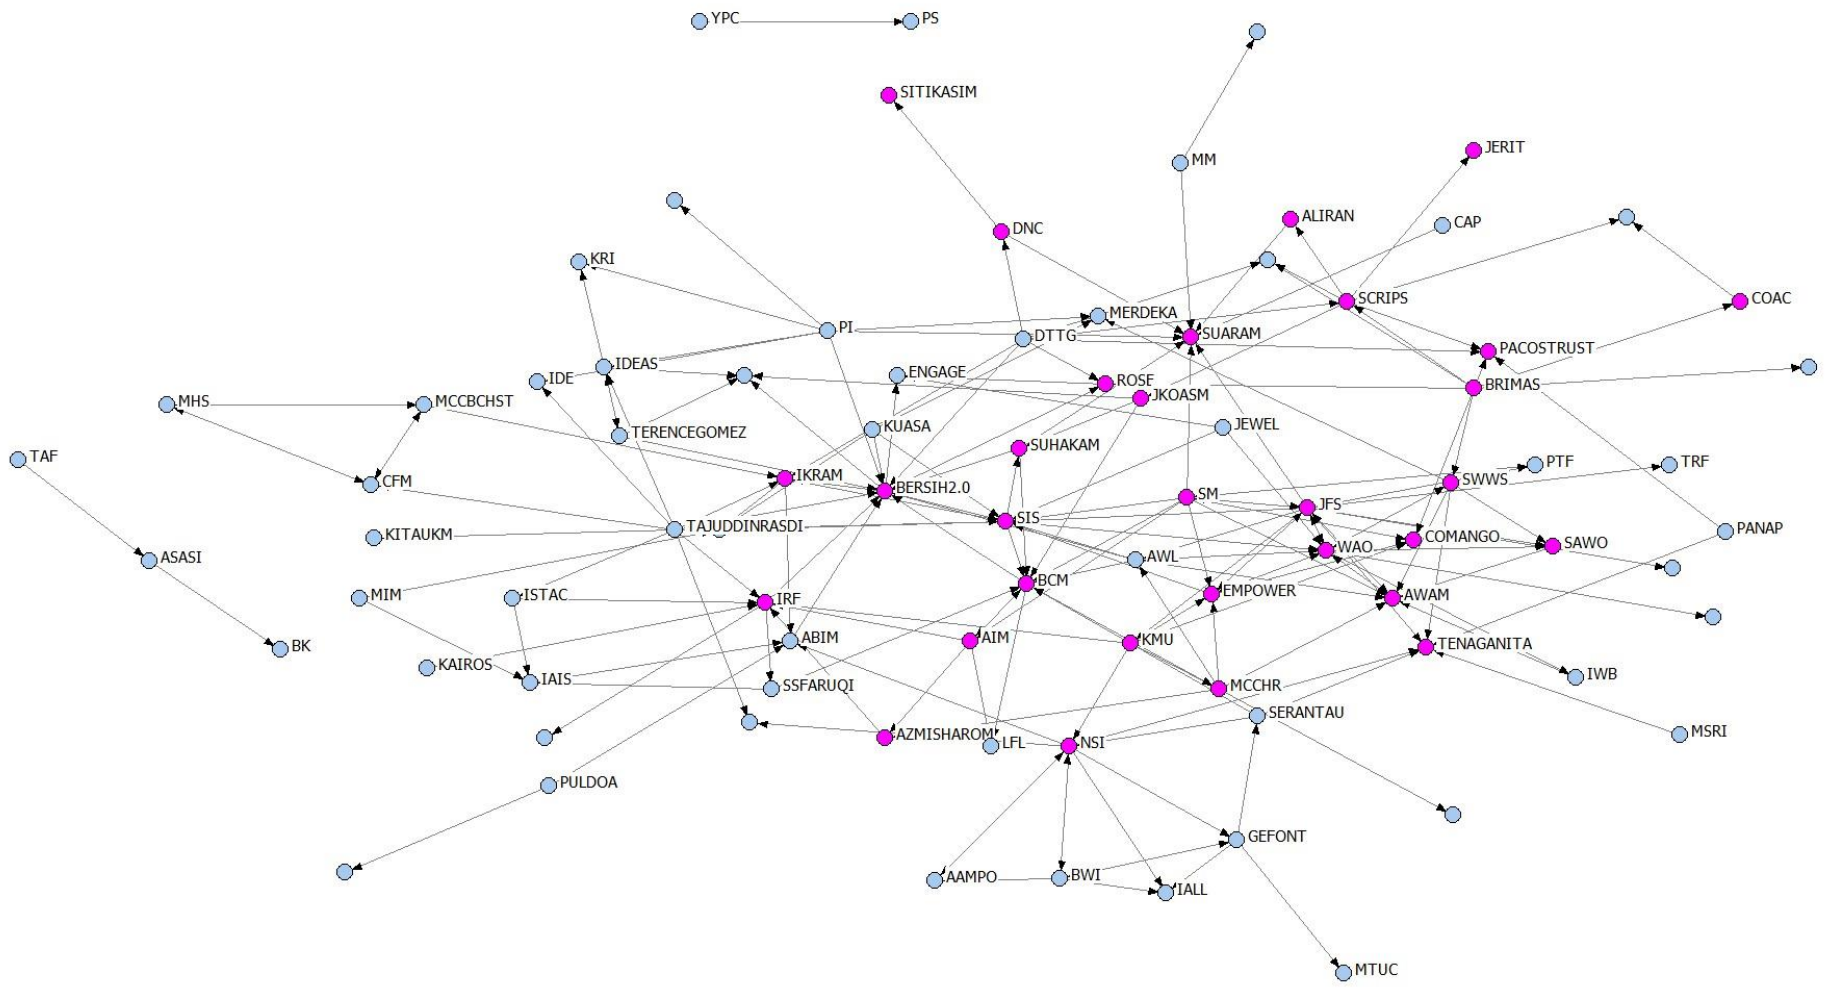 YPC
PS
SITIKASIM
JERIT
MM
ALIRAN
CAP
DNC
KRI
SCRIPS
COAC
MERDEKA
PI
DTTG
SUARAM
PACOSTRUST
IDEAS
IDE
ENGAGE
ROSF
BRIMAS
JKOASM
MHS
MCCBCHST
TERENCEGOMEZ
KUASA
JEWEL
SUHAKAM
TAF
PTF
TRF
IKRAM
CFM
BERSIH2.0
SWWS
SM
JFS
SIS
TAJUDDINRASDI
PANAP
KITAUKM
COMANGO
SAWO
WAO
ASASI
AWL
BCM
EMPOWER
AWAM
MIM
ISTAC
IRF
ABIM
AIM
KMU
TENAGANITA
BK
KAIROS
IAIS
SSFARUQI
MCCHR
IWB
SERANTAU
AZMISHAROM
LFL
NSI
MSRI
PULDOA
GEFONT
AAMPO
BWI
IALL
MTUC